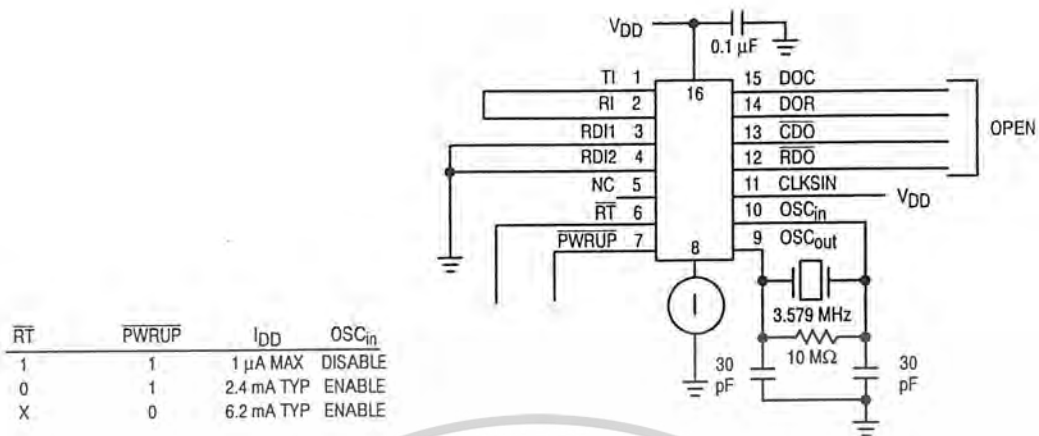 VDD
0.1 μF
TI 1
RI 2
RDI1 3
RDI2 4
NC 5
RT 6
PWRUP 7
16
8
15 DOC
14 DOR
13 CDO
12 RDO
11 CLKSIN
10 OSCin
9 OSCout
OPEN
VDD
I
3.579 MHz
10 MΩ
30 pF
30 pF
RT PWRUP IDD OSCin
1 1 1 μA MAX DISABLE
0 1 2.4 mA TYP ENABLE
X 0 6.2 mA TYP ENABLE